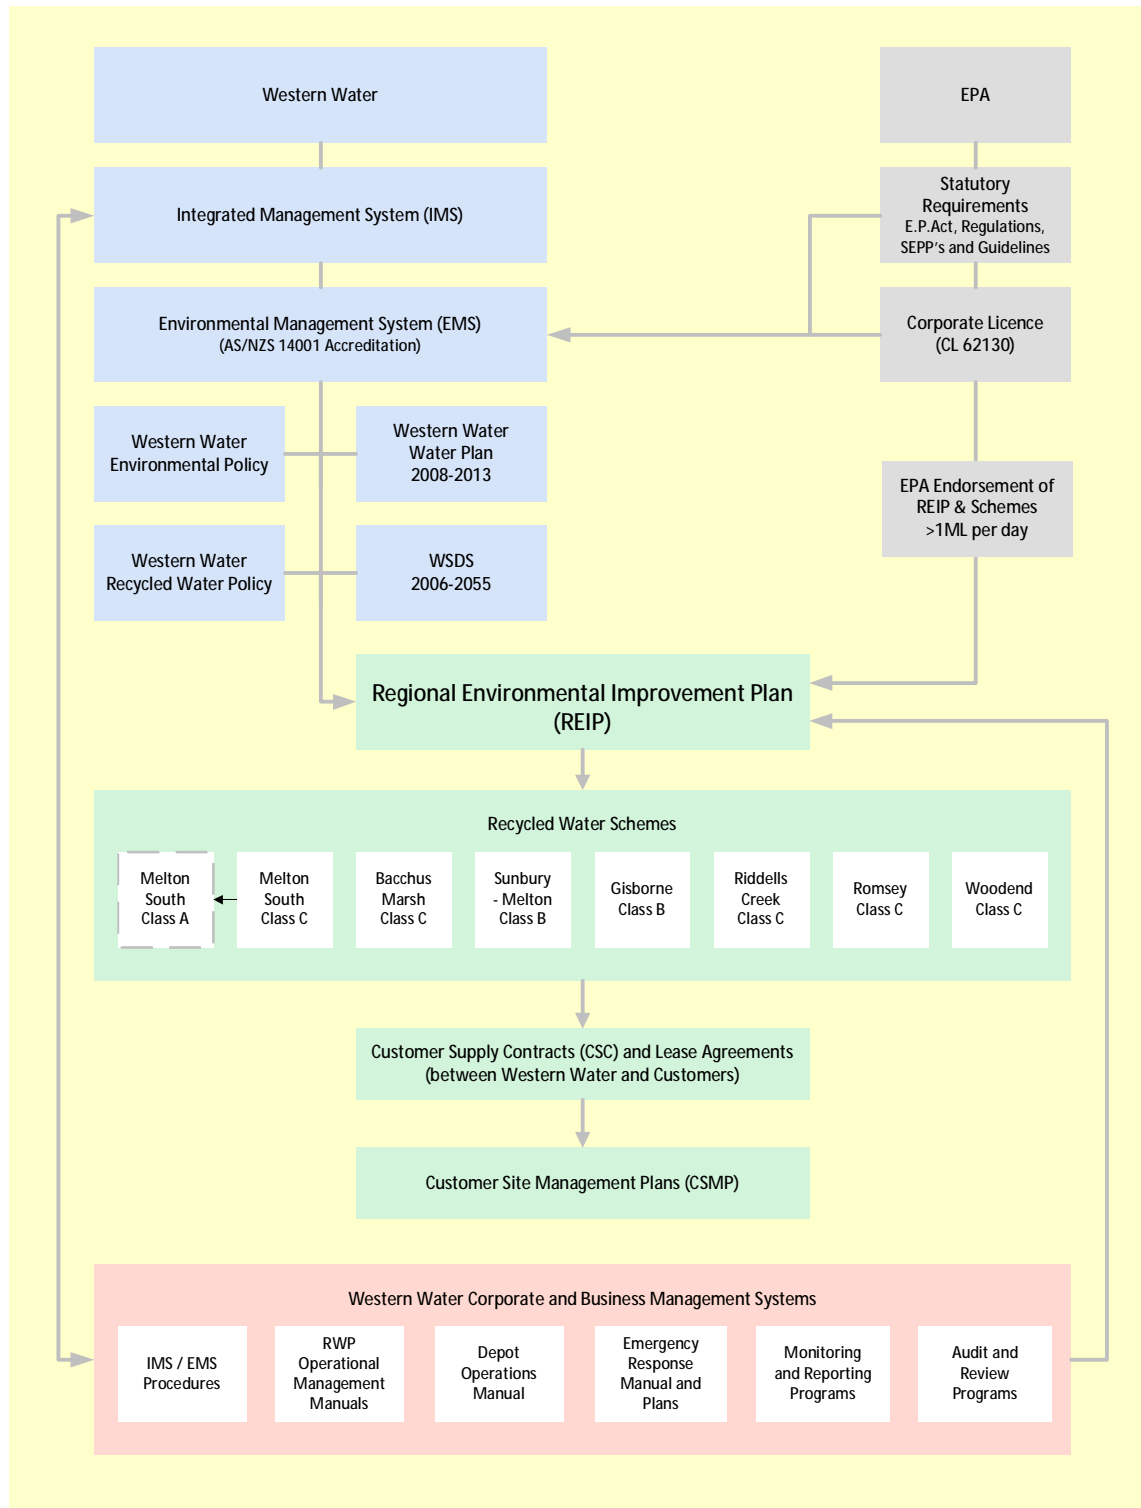 Western Water
EPA
Integrated Management System (IMS)
Statutory
Requirements
E.P.Act, Regulations,
SEPP's and Guidelines
Environmental Management System (EMS)
(AS/NZS 14001 Accreditation)
Corporate Licence
(CL 62130)
Western Water
Environmental Policy
Western Water
Water Plan
2008-2013
EPA Endorsement of
REIP & Schemes
>1ML per day
Western Water
Recycled Water Policy
WSDS
2006-2055
Regional Environmental Improvement Plan
(REIP)
Recycled Water Schemes
Melton
South
Class A
Melton
South
Class C
Bacchus
Marsh
Class C
Sunbury
- Melton
Class B
Gisborne
Class B
Riddells
Creek
Class C
Romsey
Class C
Woodend
Class C
Customer Supply Contracts (CSC) and Lease Agreements
(between Western Water and Customers)
Customer Site Management Plans (CSMP)
Western Water Corporate and Business Management Systems
IMS / EMS
Procedures
RWP
Operational
Management
Manuals
Depot
Operations
Manual
Emergency
Response
Manual and
Plans
Monitoring
and Reporting
Programs
Audit and
Review
Programs